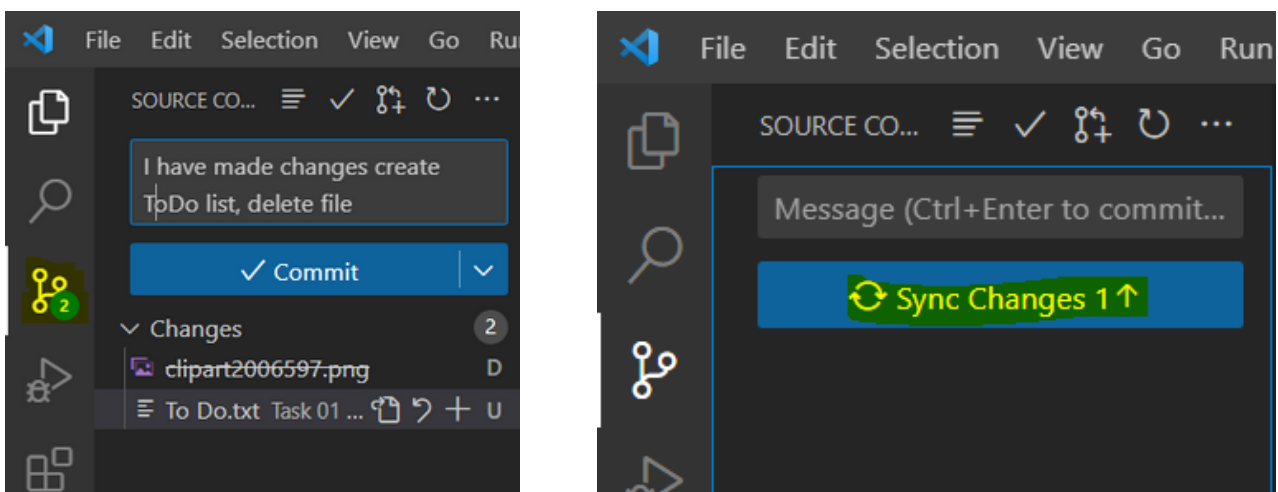 File Edit Selection View Go Ru
SOURCE CO... ...
I have made changes create
ToDo list, delete file
Commit
2
Changes 2
clipart2006597.png D
To Do.txt Task 01 ... U
File Edit Selection View Go Run
SOURCE CO... ...
Message (Ctrl+Enter to commit...
Sync Changes 1↑